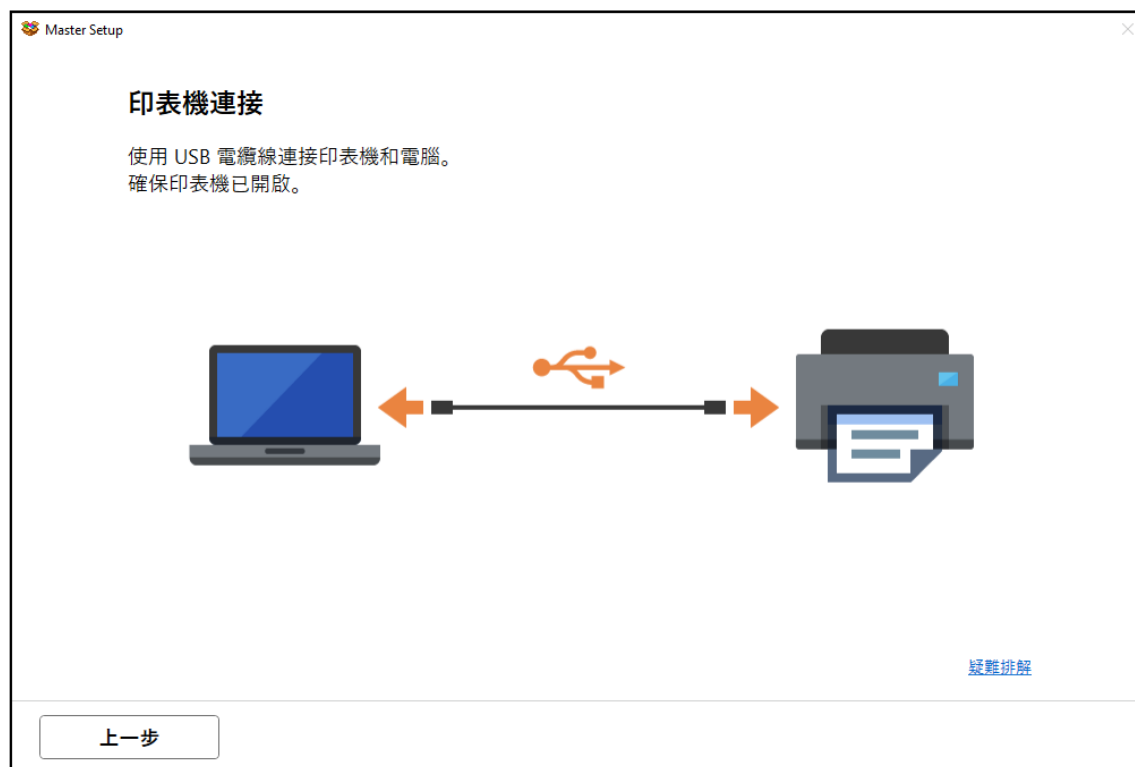 Master Setup
印表機連接
使用 USB 電纜線連接印表機和電腦。
確保印表機已開啟。
疑難排解
上一步